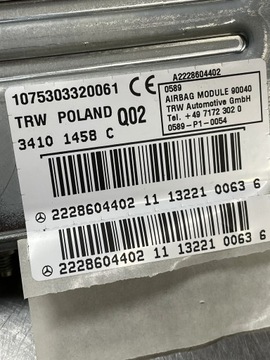 A2228604402
1075303320061 CE 0589
TRW POLAND Q02
3410 1458 C
AIRBAG MODULE 90040
TRW Automotive GmbH
Tel. +49 7172 302 0
0589-P1-0054
2228604402 11 13221 0063 6
2228604402 11 13221 0063 6